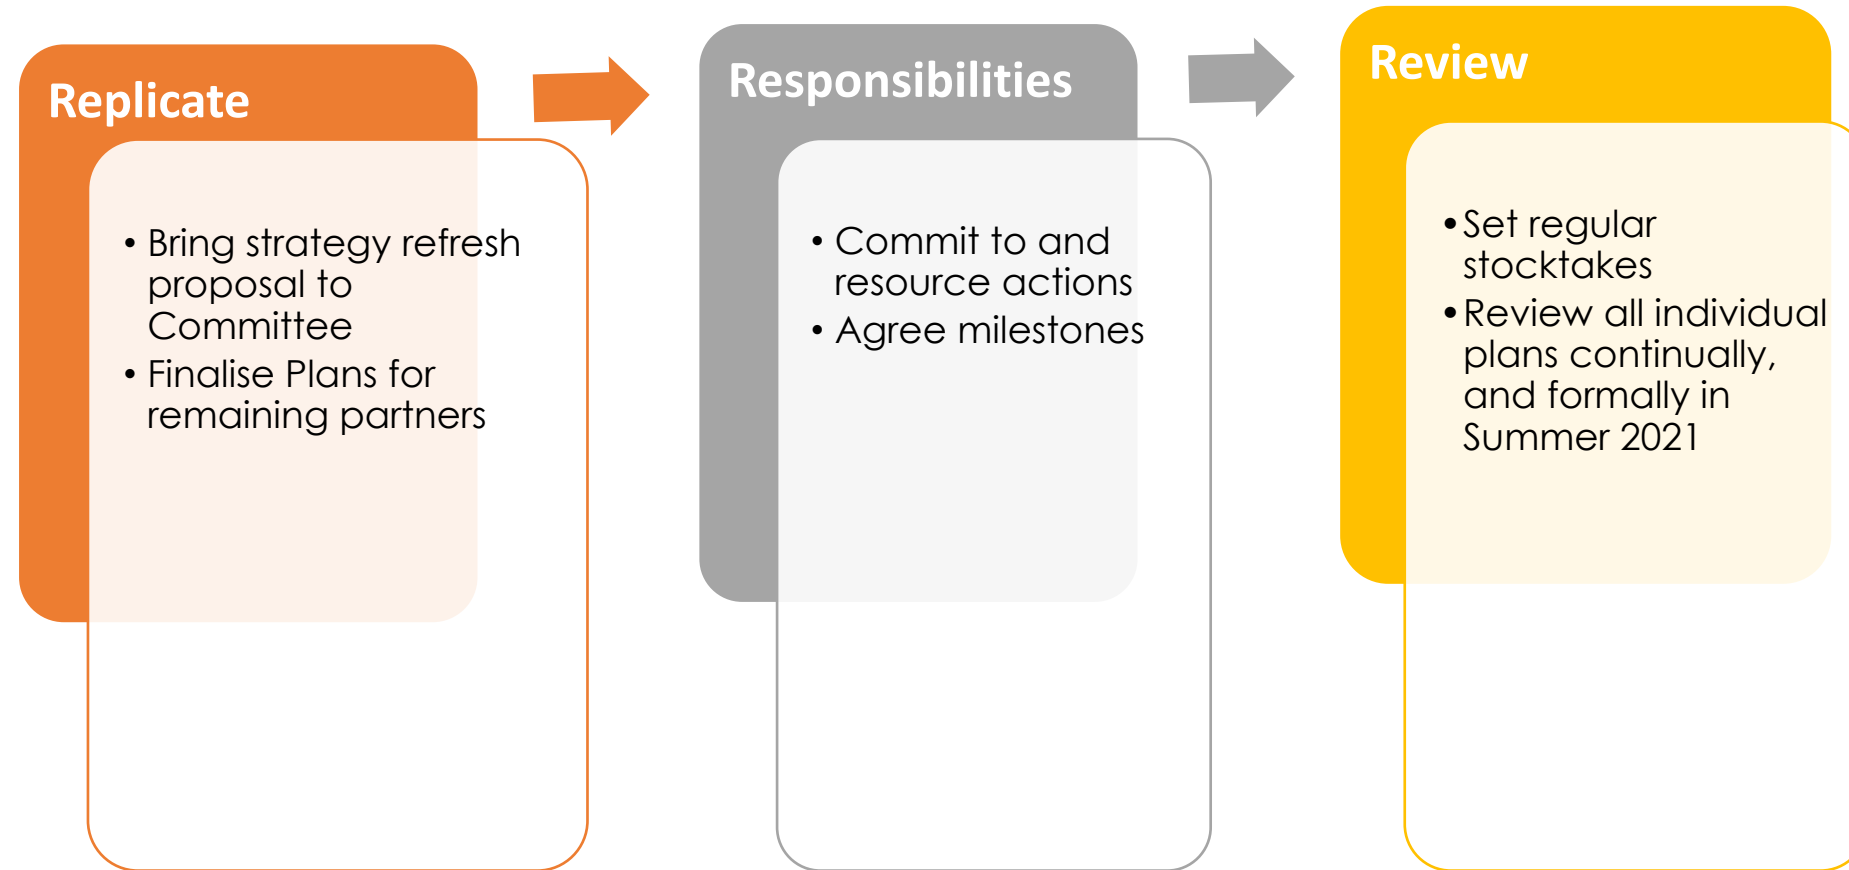 Replicate
• Bring strategy refresh
proposal to
Committee
• Finalise Plans for
remaining partners
Responsibilities
• Commit to and
resource actions
• Agree milestones
Review
• Set regular
stocktakes
• Review all individual
plans continually,
and formally in
Summer 2021